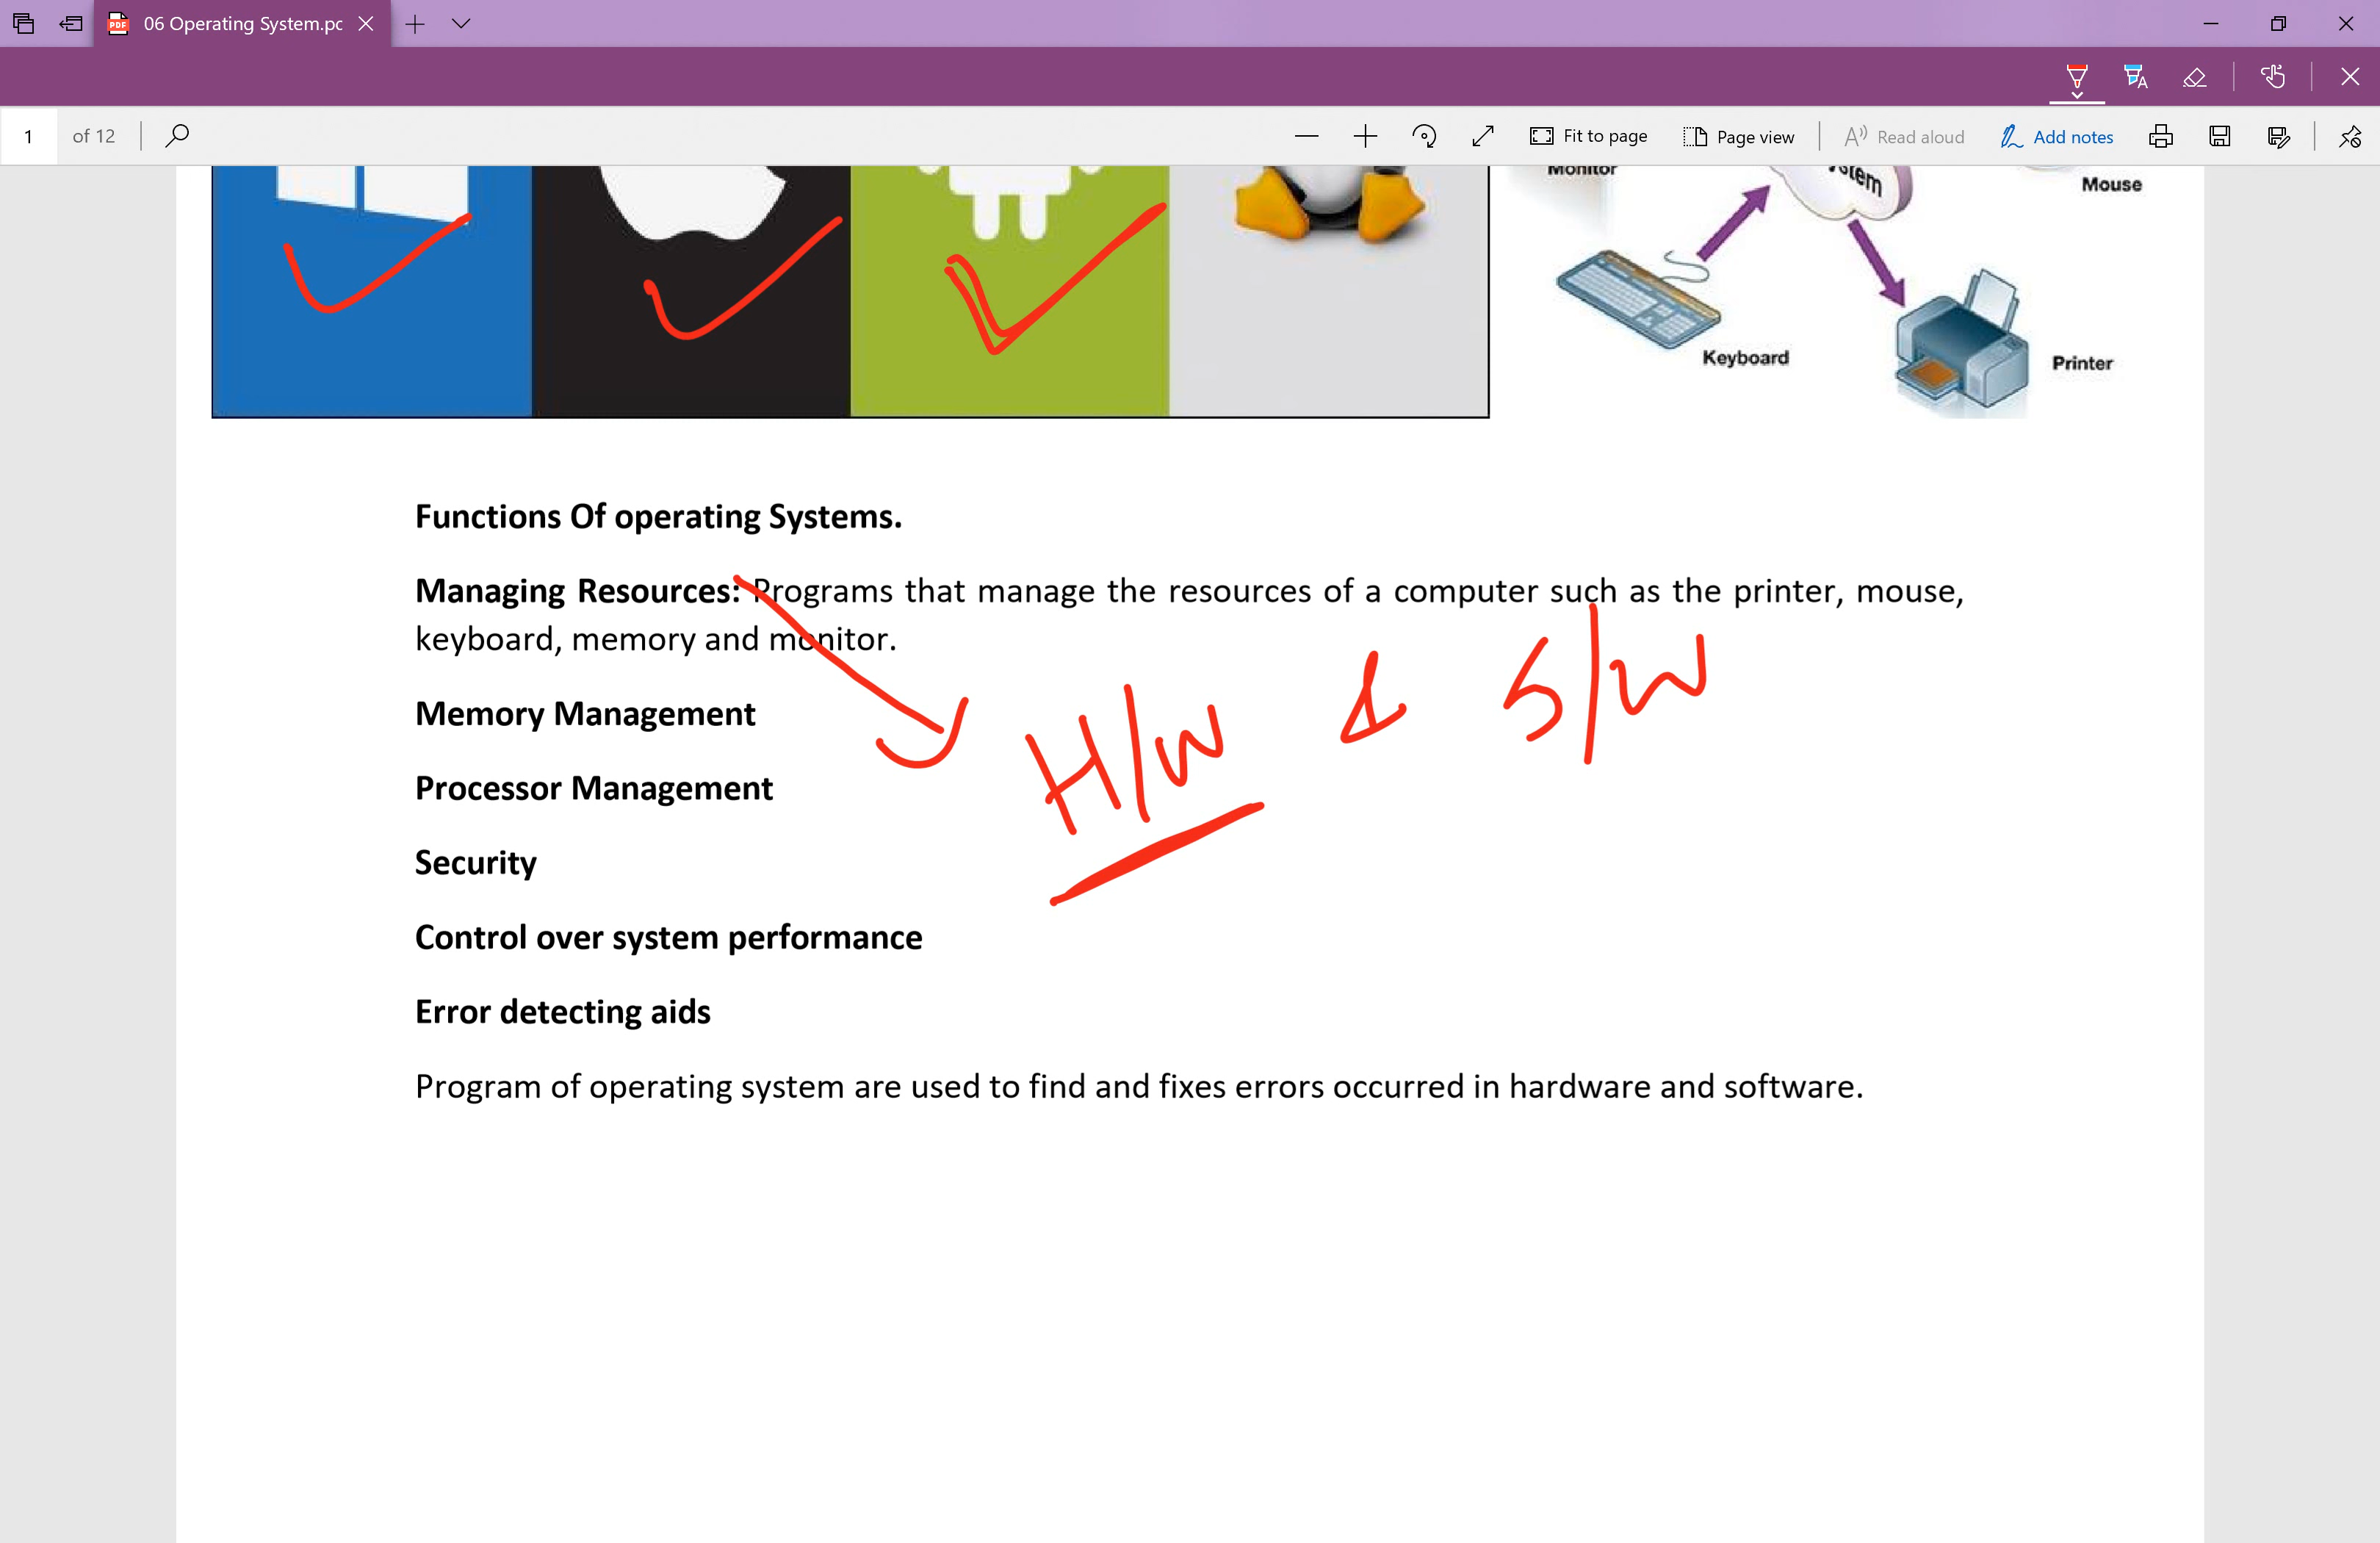 06 Operating System.pc
1 of 12
Fit to page
Page view
Read aloud
Add notes
Monitor
Mouse
Keyboard
Printer
Functions Of operating Systems.
Managing Resources: Programs that manage the resources of a computer such as the printer, mouse,
keyboard, memory and monitor.
H/W & S/W
Memory Management
Processor Management
Security
Control over system performance
Error detecting aids
Program of operating system are used to find and fixes errors occurred in hardware and software.